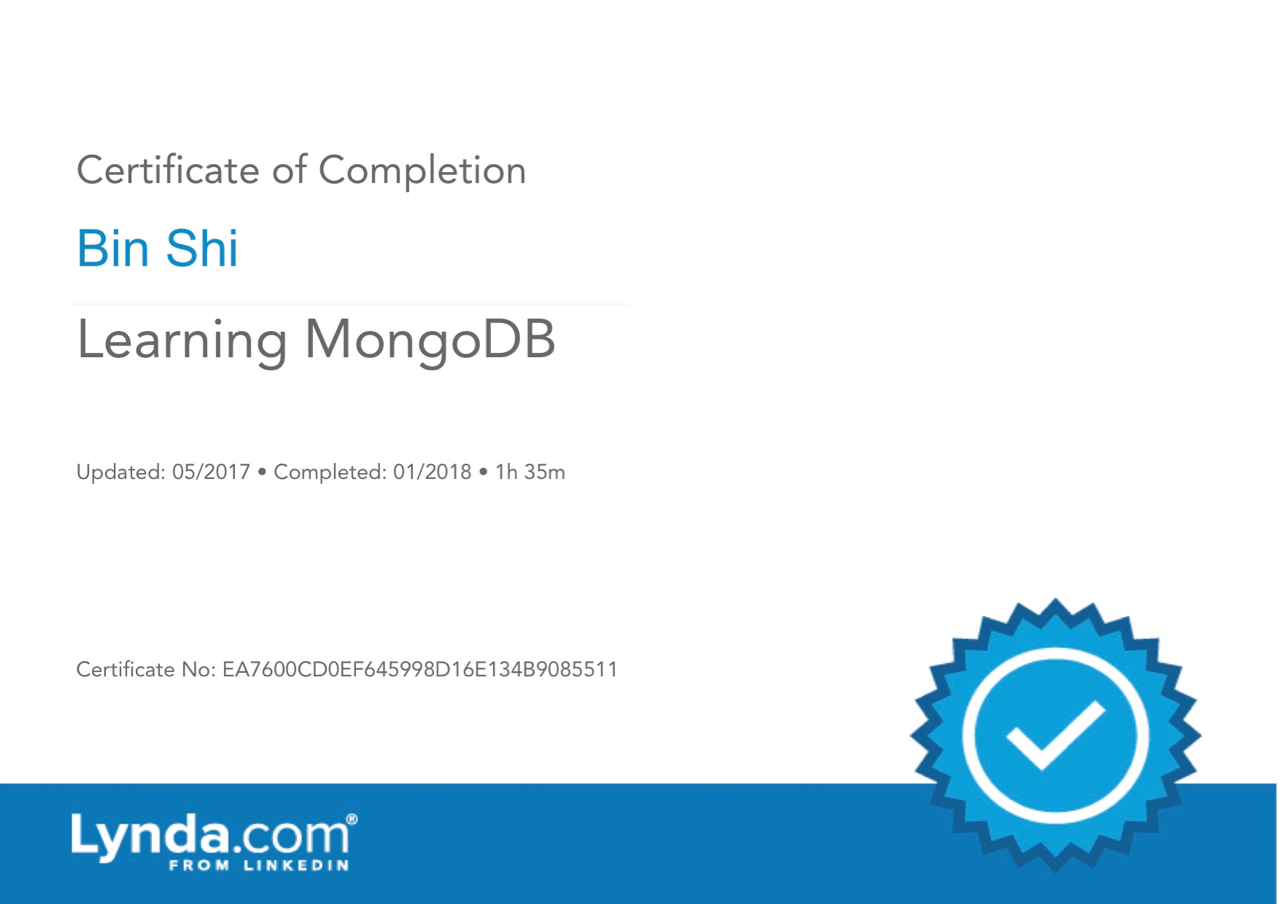 Certificate of Completion
Bin Shi
Learning MongoDB
Updated: 05/2017 • Completed: 01/2018 • 1h 35m
Certificate No: EA7600CD0EF645998D16E134B9085511
Lynda.com®
FROM LINKEDIN